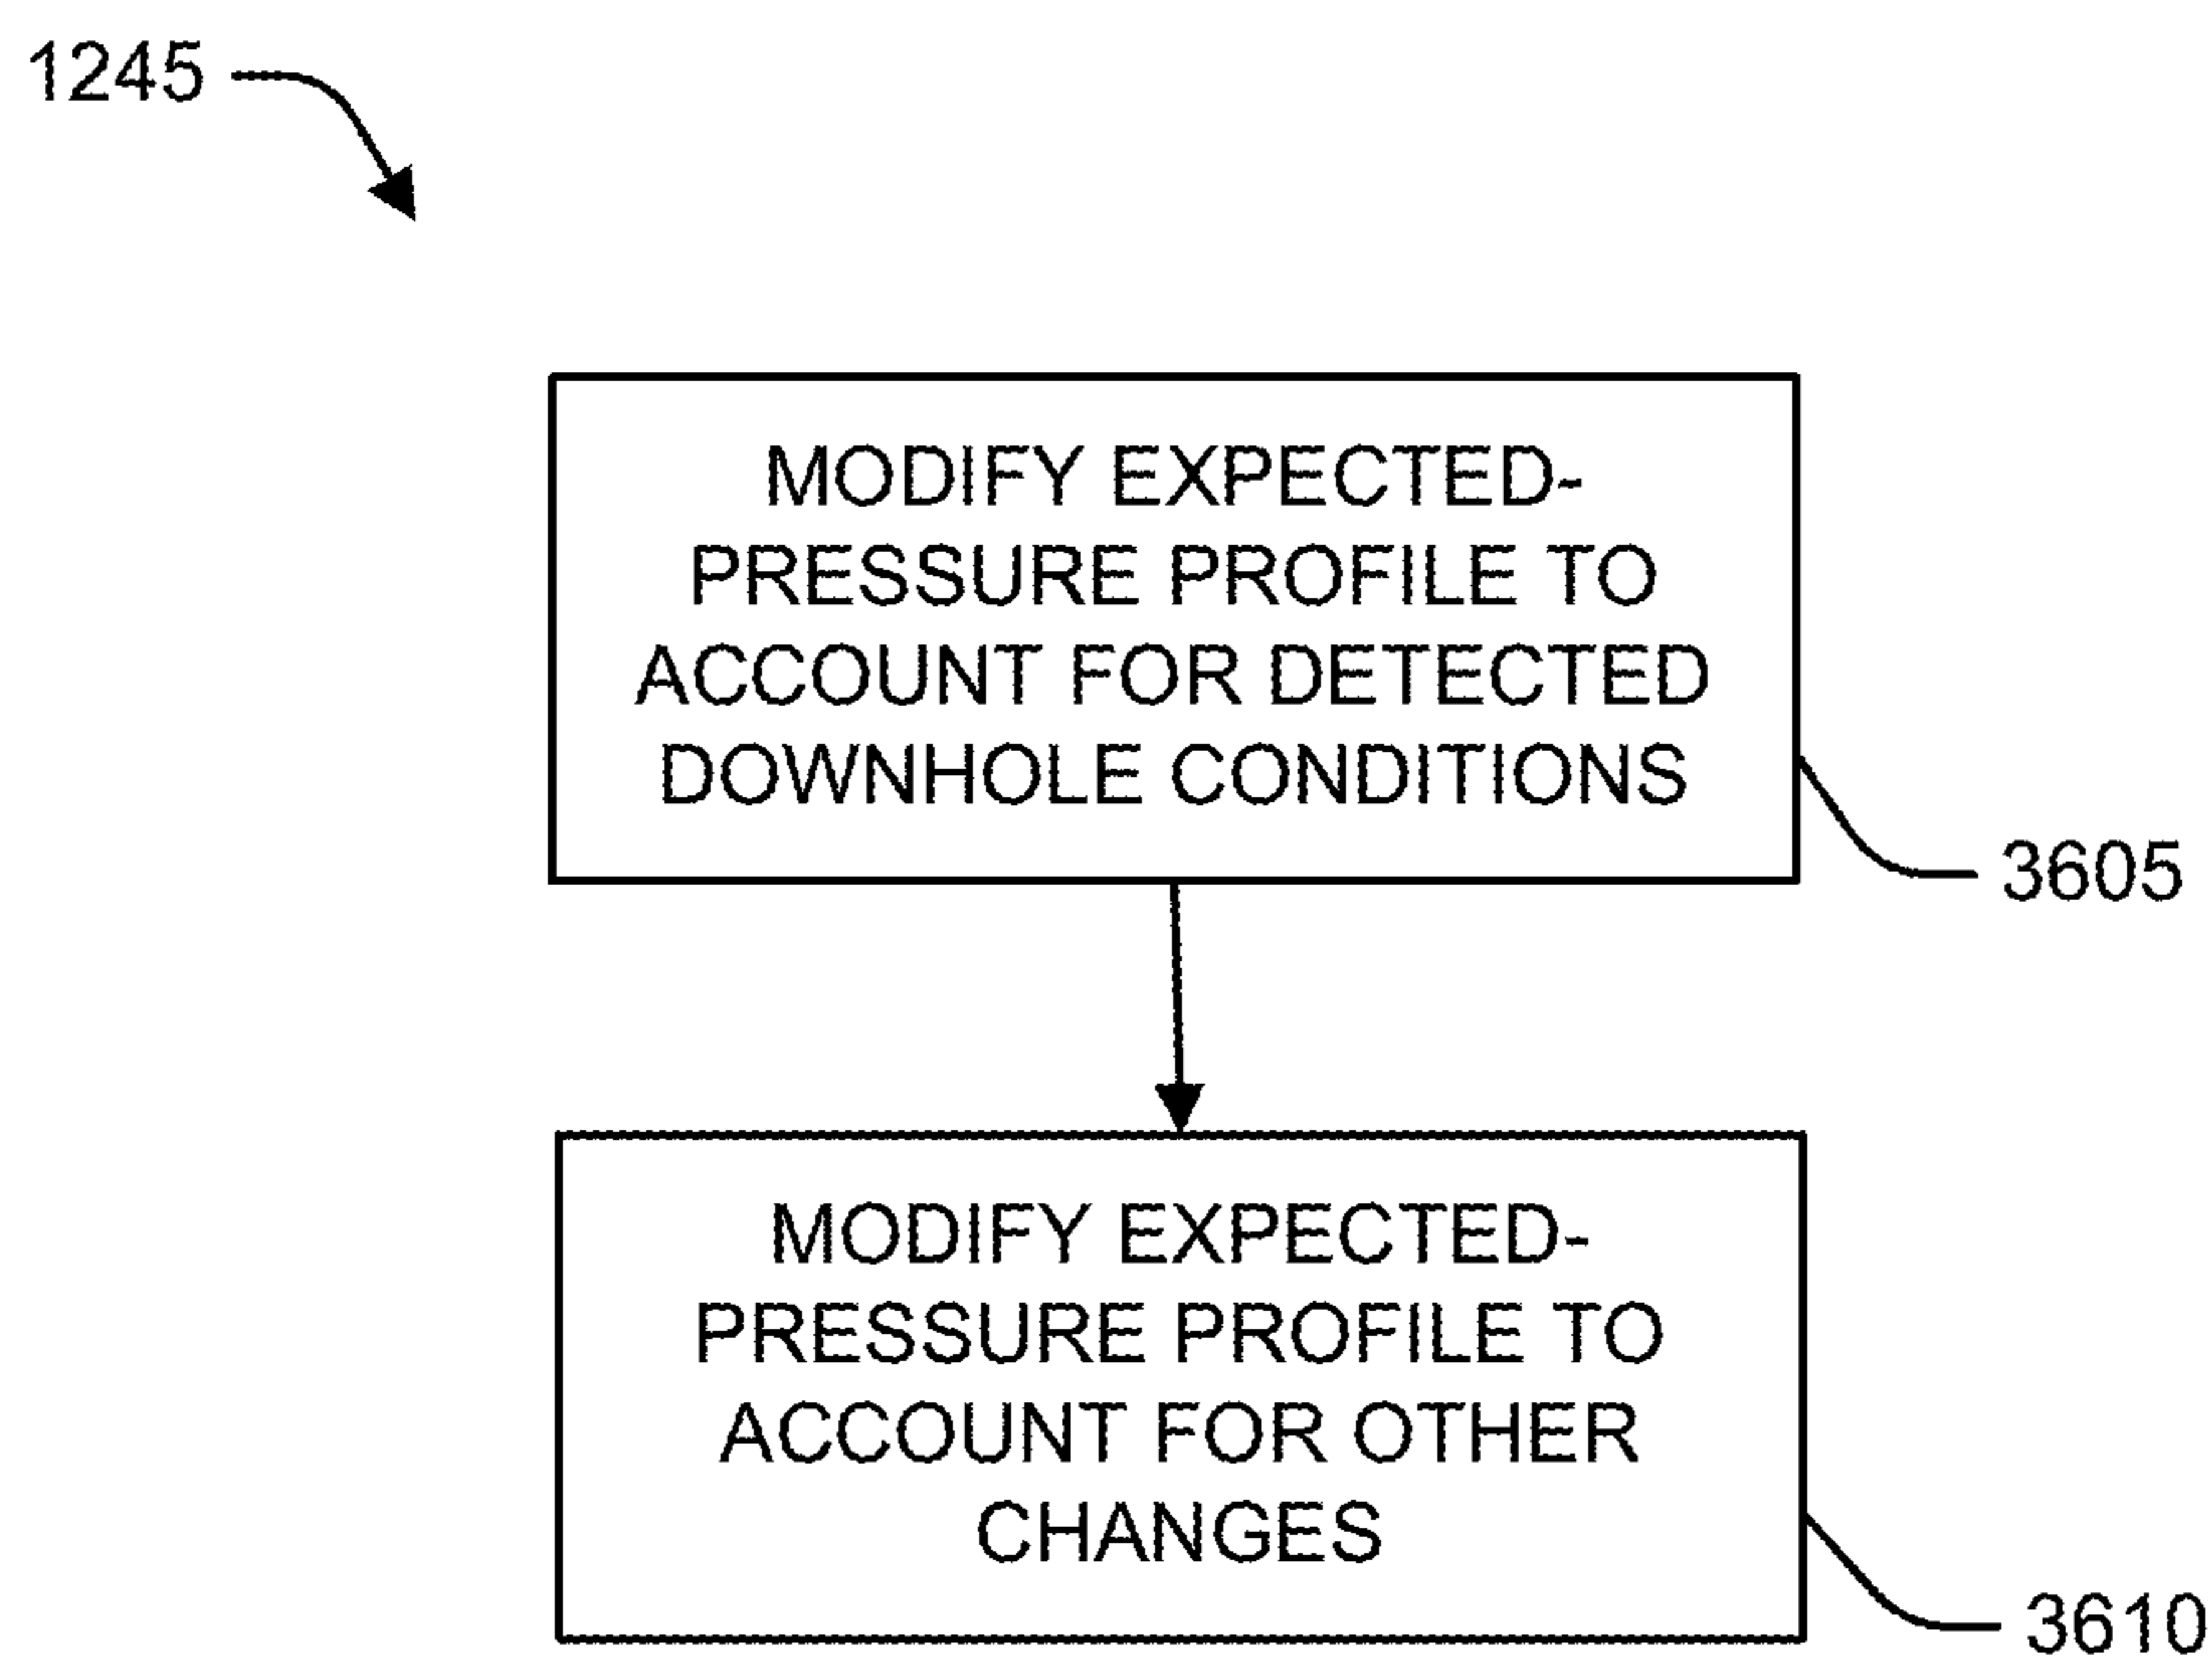 1245
MODIFY EXPECTED-
PRESSURE PROFILE TO
ACCOUNT FOR DETECTED
DOWNHOLE CONDITIONS
3605
MODIFY EXPECTED-
PRESSURE PROFILE TO
ACCOUNT FOR OTHER
CHANGES
3610